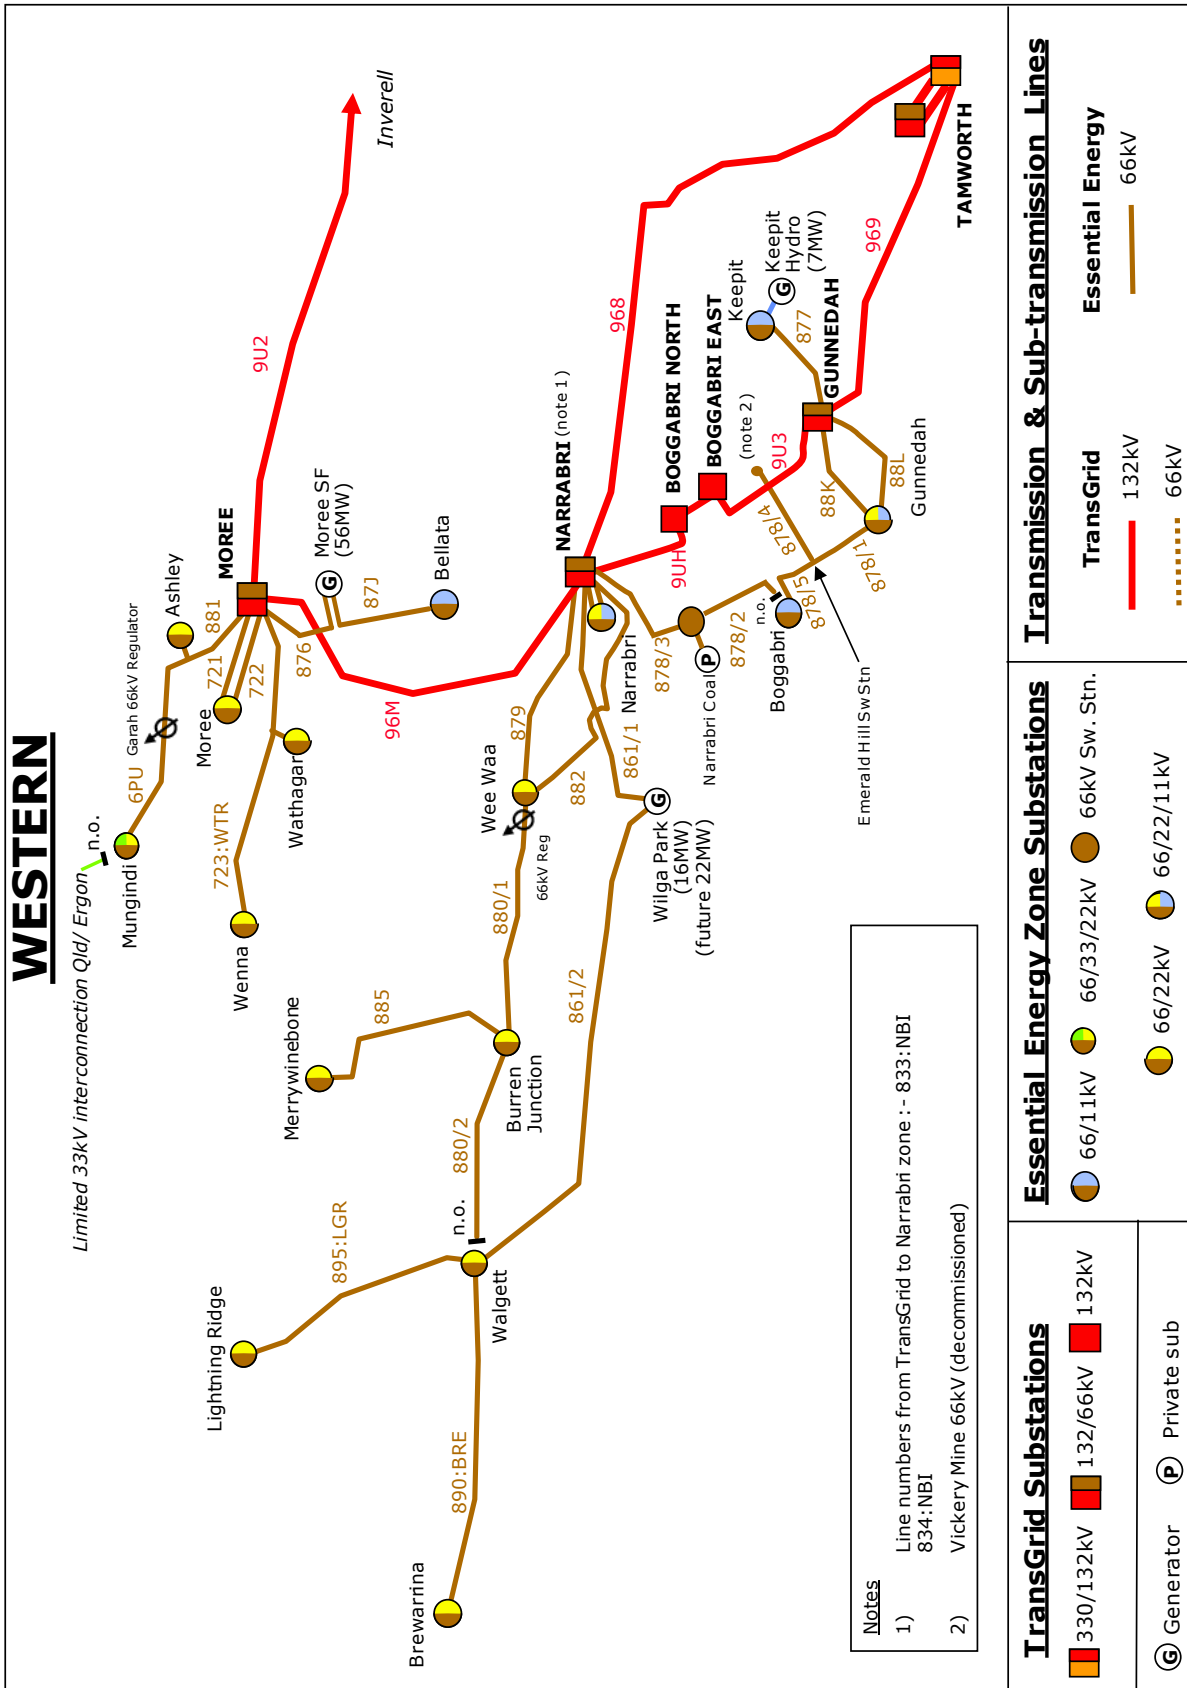 WESTERN
Limited 33kV interconnection Qld/ Ergon
n.o.
Mungindi
6PU
Garah 66kV Regulator
Ashley
881
MOREE
9U2
Inverell
721
722
Moree
876
Moree SF
(56MW)
87J
Bellata
723:WTR
Wathagar
Wenna
96M
Merrywinebone
885
Lightning Ridge
895:LGR
Brewarrina
890:BRE
Walgett
n.o.
880/2
Burren
Junction
880/1
Wee Waa
66kV Reg
879
882
861/1
861/2
Wilga Park
(16MW)
(future 22MW)
G
NARRABRI (note 1)
Narrabri
968
9UH
BOGGABRI NORTH
BOGGABRI EAST
878/3
Narrabri Coal
P
878/2
n.o.
Boggabri
878/5
878/4
(note 2)
878/1
Emerald Hill Sw Stn
9U3
Keepit
G
Keepit
Hydro
(7MW)
877
GUNNEDAH
88K
88L
Gunnedah
969
TAMWORTH
G
Notes
1) Line numbers from TransGrid to Narrabri zone : - 833:NBI
834:NBI
2) Vickery Mine 66kV (decommissioned)
TransGrid Substations
330/132kV
132/66kV
132kV
G Generator
P Private sub
Essential Energy Zone Substations
66/11kV
66/33/22kV
66kV Sw. Stn.
66/22kV
66/22/11kV
Transmission & Sub-transmission Lines
TransGrid
132kV
66kV
Essential Energy
66kV